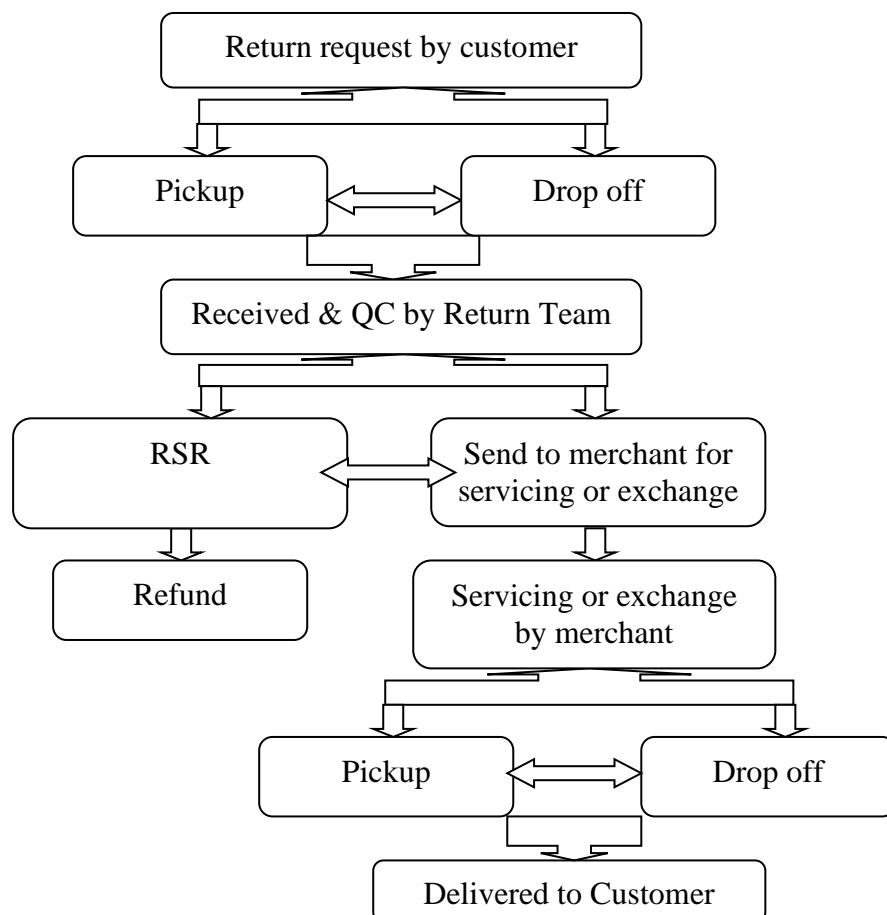 Return request by customer
Pickup
Drop off
Received & QC by Return Team
RSR
Send to merchant for
servicing or exchange
Refund
Servicing or exchange
by merchant
Pickup
Drop off
Delivered to Customer